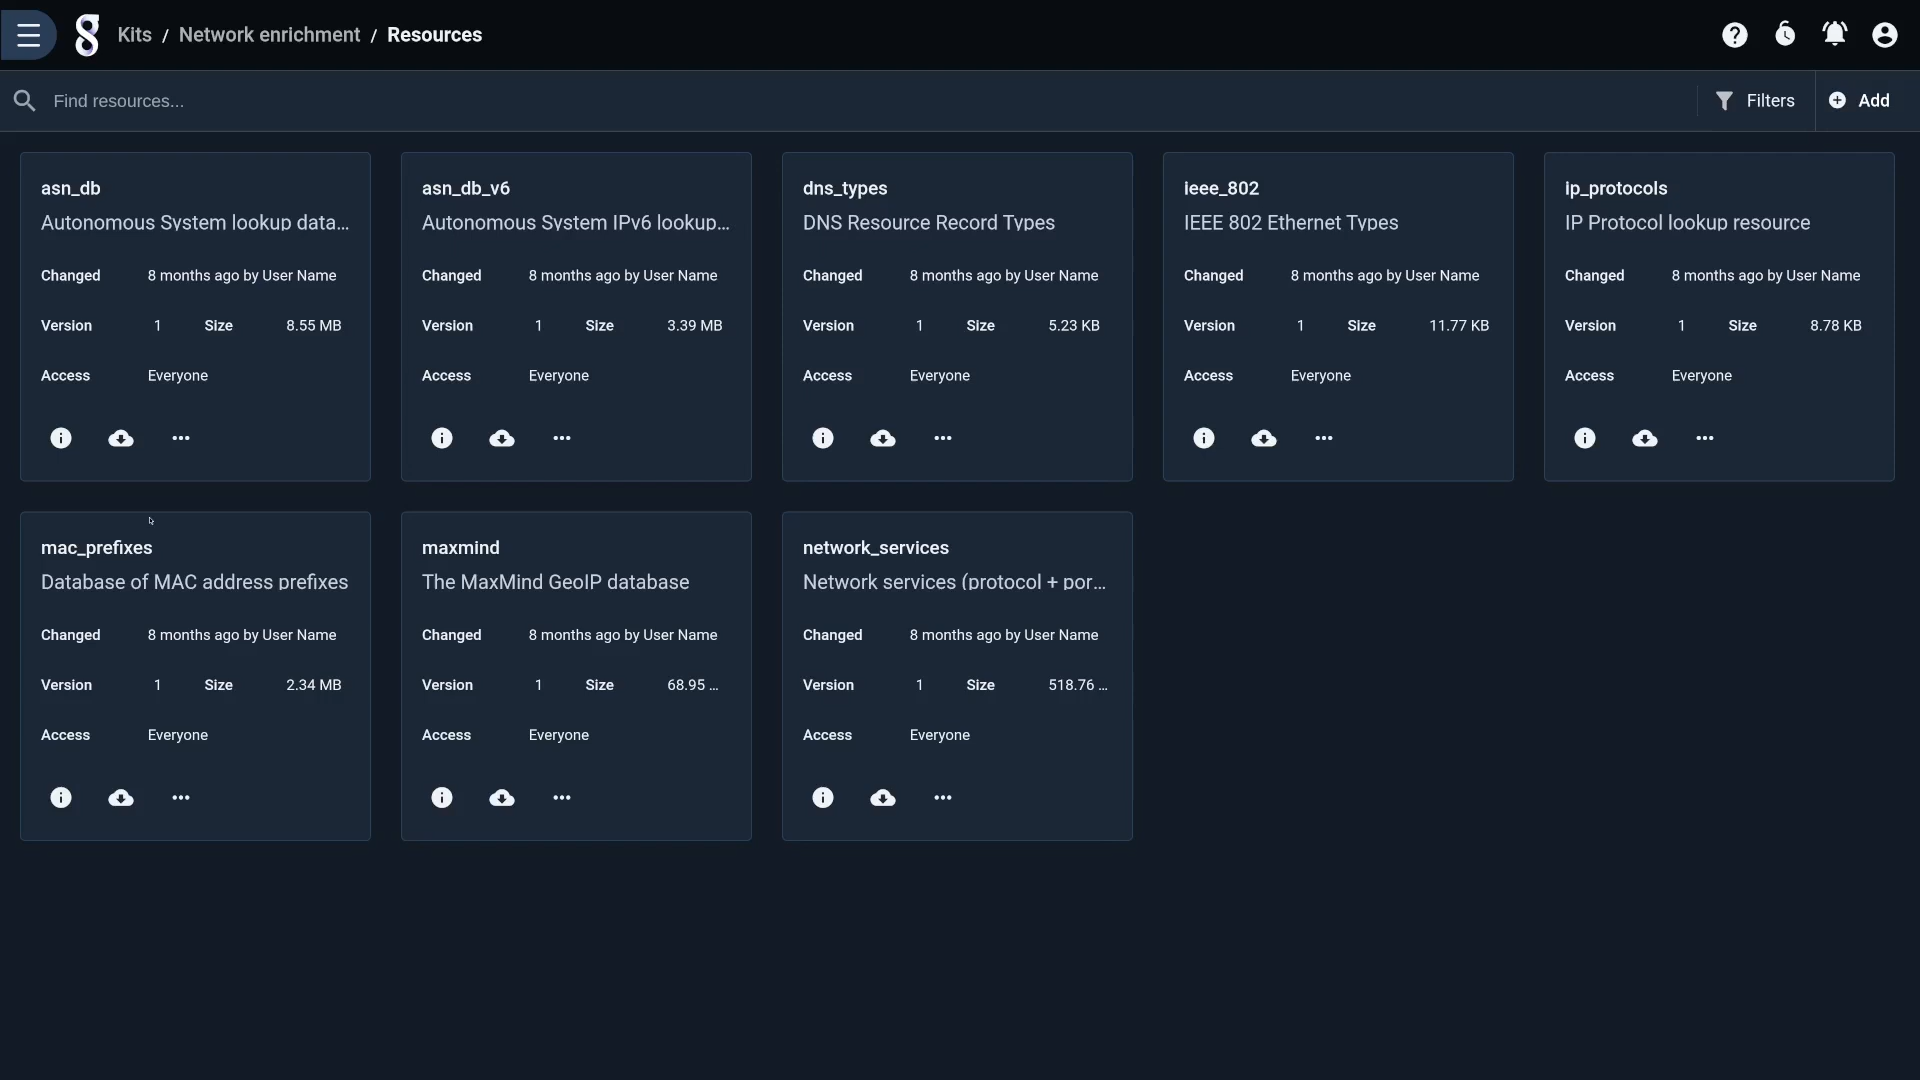 Kits / Network enrichment / Resources
Find resources...
Filters
Add
asn_db
Autonomous System lookup data...
Changed 8 months ago by User Name
Version 1 Size 8.55 MB
Access Everyone
asn_db_v6
Autonomous System IPv6 lookup...
Changed 8 months ago by User Name
Version 1 Size 3.39 MB
Access Everyone
dns_types
DNS Resource Record Types
Changed 8 months ago by User Name
Version 1 Size 5.23 KB
Access Everyone
ieee_802
IEEE 802 Ethernet Types
Changed 8 months ago by User Name
Version 1 Size 11.77 KB
Access Everyone
ip_protocols
IP Protocol lookup resource
Changed 8 months ago by User Name
Version 1 Size 8.78 KB
Access Everyone
mac_prefixes
Database of MAC address prefixes
Changed 8 months ago by User Name
Version 1 Size 2.34 MB
Access Everyone
maxmind
The MaxMind GeoIP database
Changed 8 months ago by User Name
Version 1 Size 68.95 ...
Access Everyone
network_services
Network services (protocol + por...
Changed 8 months ago by User Name
Version 1 Size 518.76 ...
Access Everyone